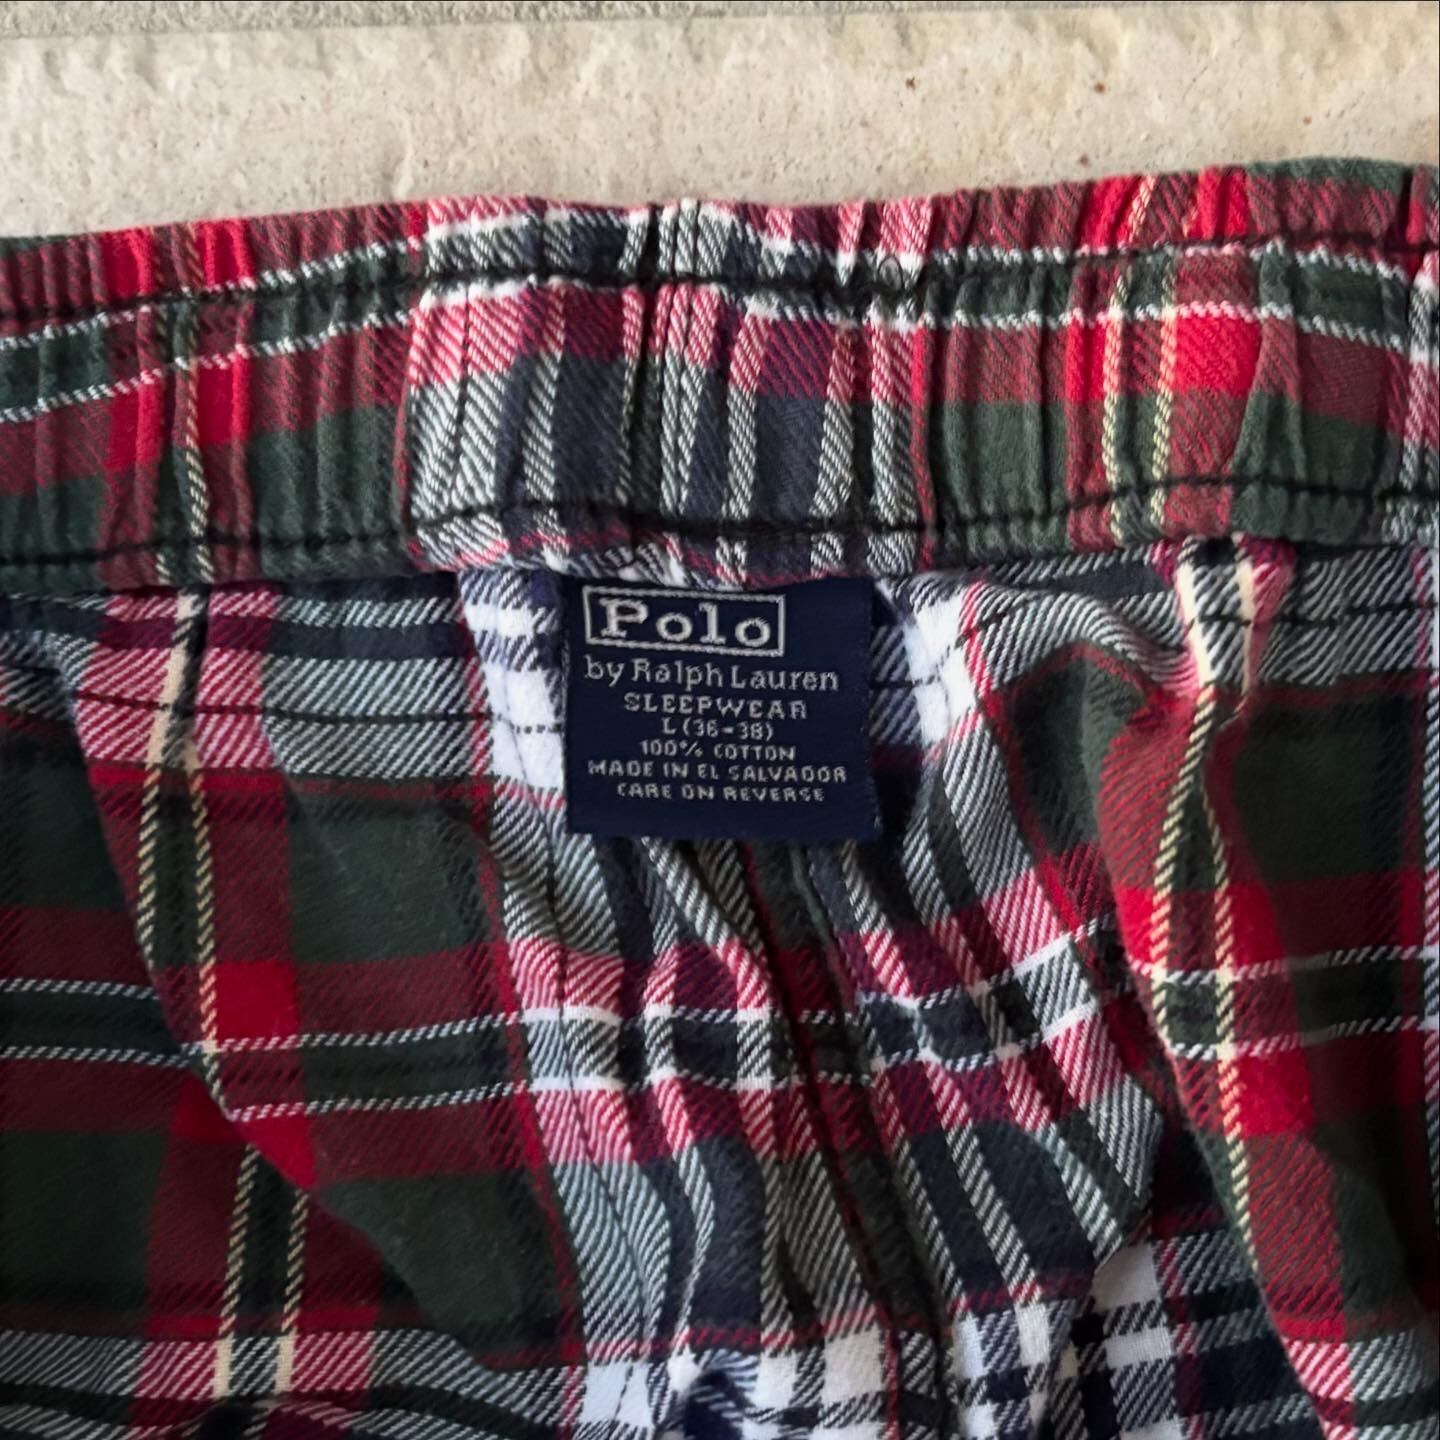 Polo
by Ralph Lauren
SLEEPWEAR
L (36-38)
100% COTTON
MADE IN EL SALVADOR
CARE ON REVERSE